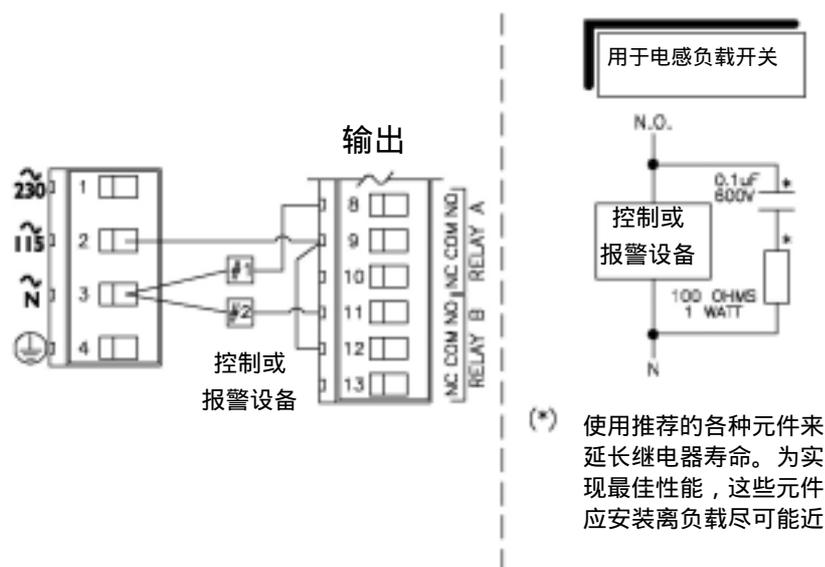 230
1
115
2
N
3
4
输出
8
9
10
11
12
13
NC COM NO
RELAY A
NC COM NO
RELAY B
#1
#2
控制或
报警设备
用于电感负载开关
N.O.
0.1uF
600V
*
控制或
报警设备
*
100 OHMS
1 WATT
N
(*)
使用推荐的各种元件来
延长继电器寿命。为实
现最佳性能，这些元件
应安装离负载尽可能近